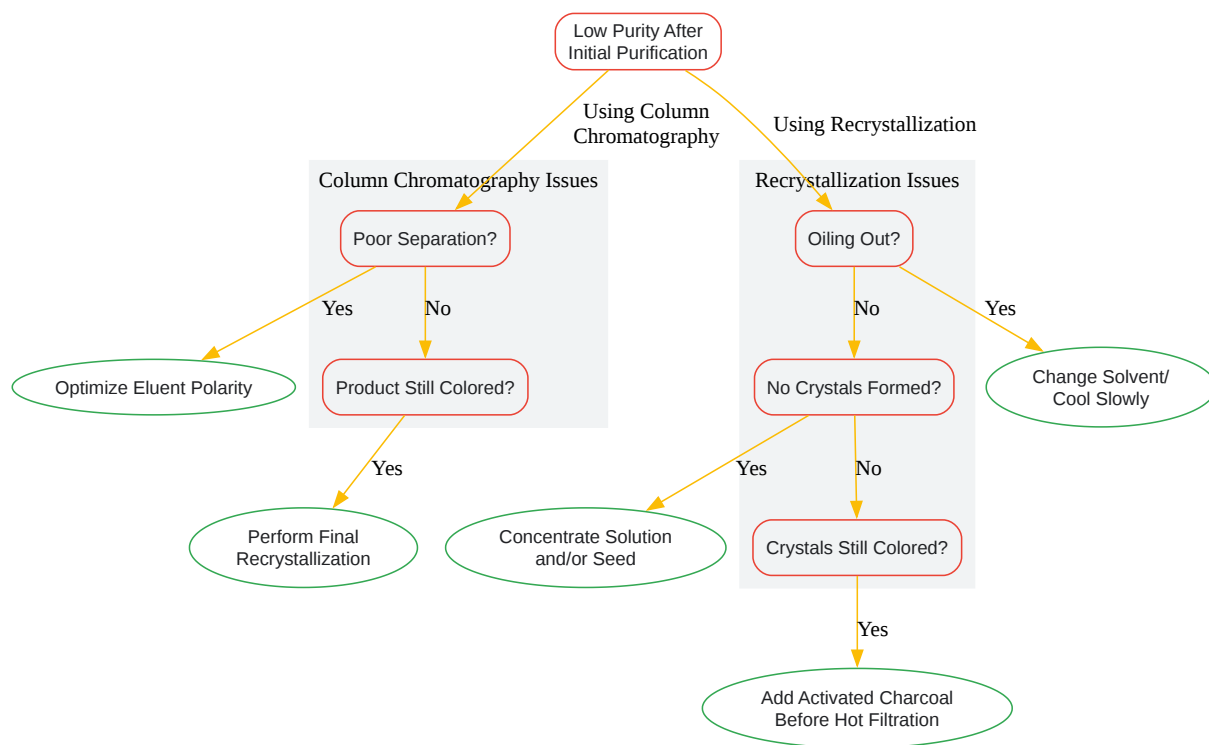 Low Purity After
Initial Purification
Using Column
Chromatography
Using Recrystallization
Column Chromatography Issues
Recrystallization Issues
Poor Separation?
Oiling Out?
Yes
No
No
Yes
Optimize Eluent Polarity
Product Still Colored?
No Crystals Formed?
Change Solvent/
Cool Slowly
Yes
Yes
No
Perform Final
Recrystallization
Concentrate Solution
and/or Seed
Crystals Still Colored?
Yes
Add Activated Charcoal
Before Hot Filtration